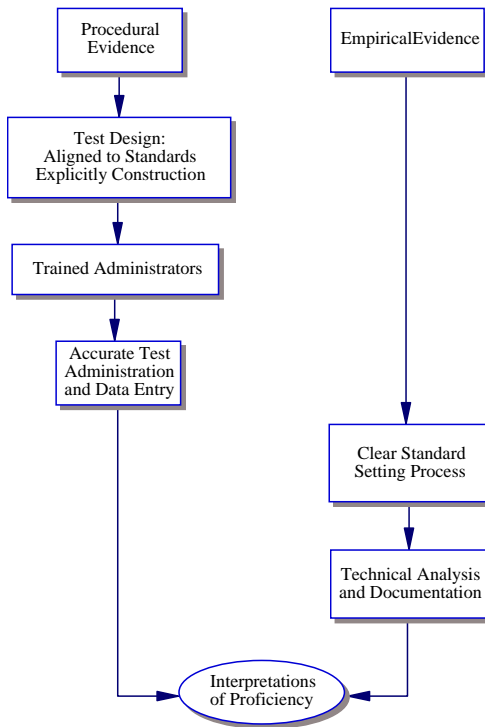 Procedural
Evidence
EmpiricalEvidence
Test Design:
Aligned to Standards
Explicitly Construction
Trained Administrators
Accurate Test
Administration
and Data Entry
Clear Standard
Setting Process
Technical Analysis
and Documentation
Interpretations
of Proficiency